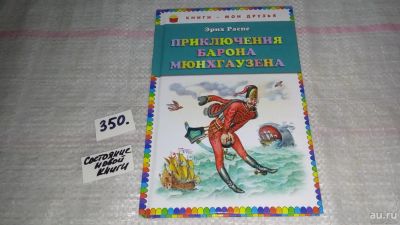 КНИГИ - МОИ ДРУЗЬЯ
Эрих Распе
ПРИКЛЮЧЕНИЯ
БАРОНА
МЮНХГАУЗЕНА
350.
Состояние
новой
книги
au.ru